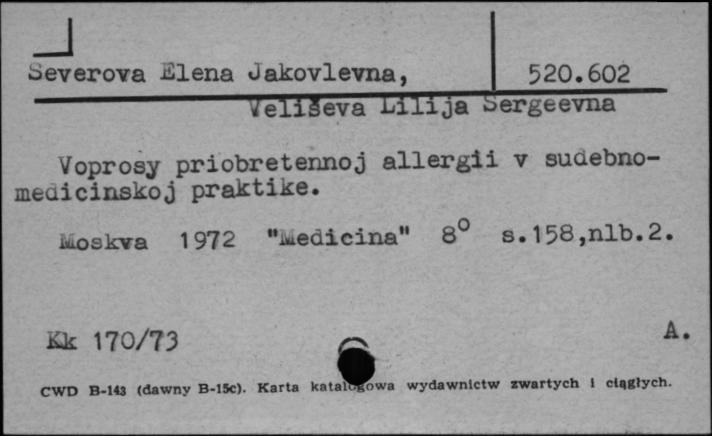 Severova Elena Jakovlevna, 520.602
Veliševa Lilija Sergeevna
Voprosy priobretennoj allergii v sudebno-
medicinskoj praktike.
Moskva 1972 "Medicina" 8° s.158,nlb.2.
Kk 170/73 A.
CWD B-143 (dawny B-15c). Karta katalogowa wydawnictw zwartych i ciągłych.